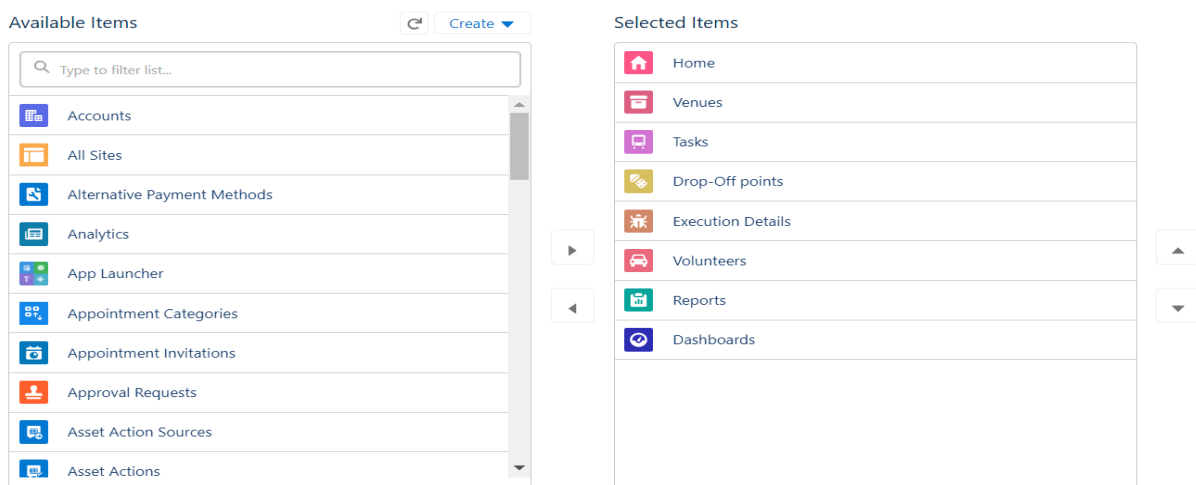 Available Items
Create
Type to filter list...
Accounts
All Sites
Alternative Payment Methods
Analytics
App Launcher
Appointment Categories
Appointment Invitations
Approval Requests
Asset Action Sources
Asset Actions
Selected Items
Home
Venues
Tasks
Drop-Off points
Execution Details
Volunteers
Reports
Dashboards